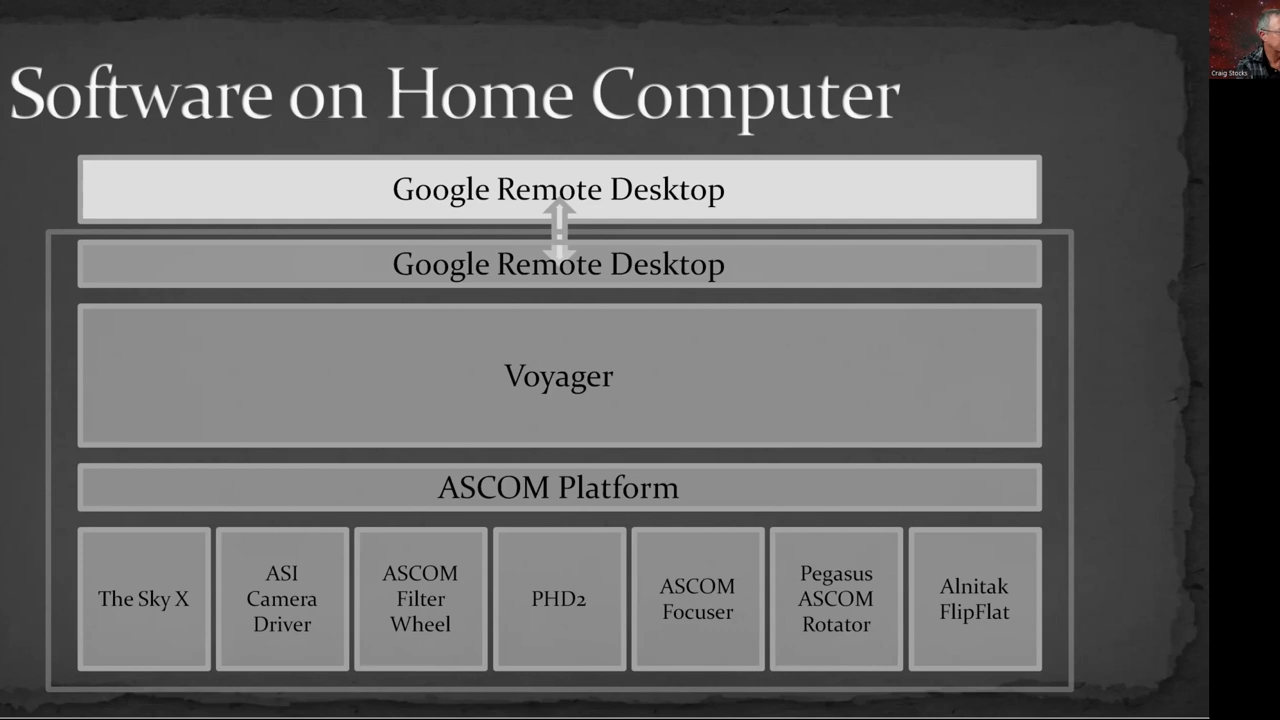 Software on Home Computer
Craig Stocks
Google Remote Desktop
Google Remote Desktop
Voyager
ASCOM Platform
The Sky X
ASI
Camera
Driver
ASCOM
Filter
Wheel
PHD2
ASCOM
Focuser
Pegasus
ASCOM
Rotator
Alnitak
FlipFlat